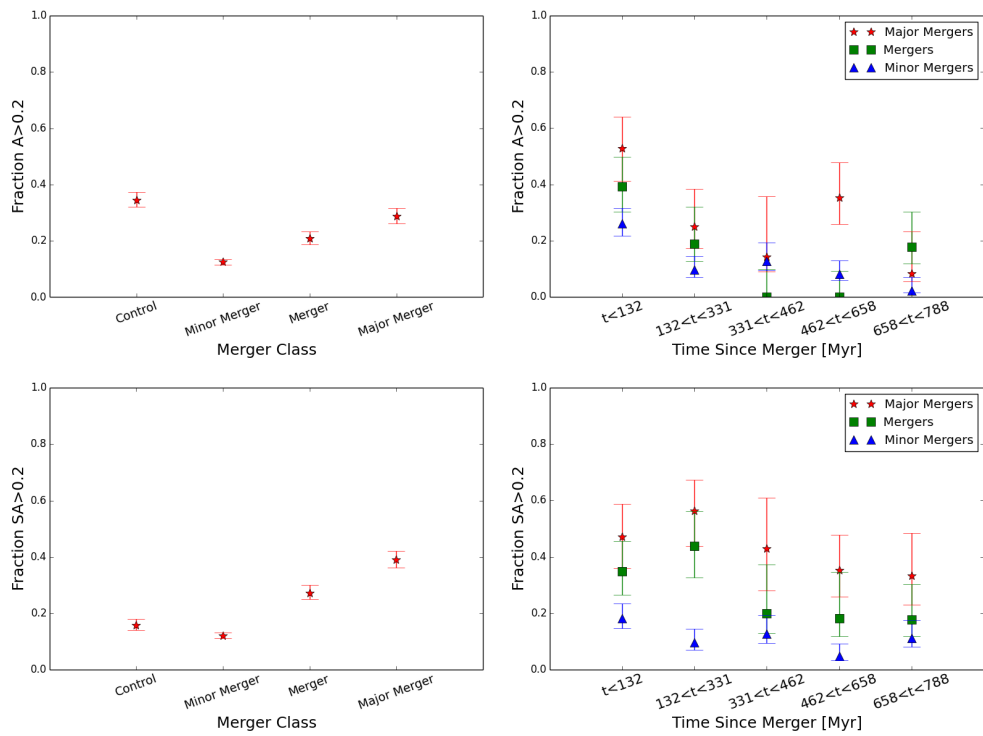 1.0
0.8
0.6
0.4
0.2
0.0
Fraction A>0.2
Control
Minor Merger
Merger
Major Merger
Merger Class
1.0
0.8
0.6
0.4
0.2
0.0
Fraction A>0.2
Major Mergers
Mergers
Minor Mergers
t<132
132<t<331
331<t<462
462<t<658
658<t<788
Time Since Merger [Myr]
1.0
0.8
0.6
0.4
0.2
0.0
Fraction SA>0.2
Control
Minor Merger
Merger
Major Merger
Merger Class
1.0
0.8
0.6
0.4
0.2
0.0
Fraction SA>0.2
Major Mergers
Mergers
Minor Mergers
t<132
132<t<331
331<t<462
462<t<658
658<t<788
Time Since Merger [Myr]